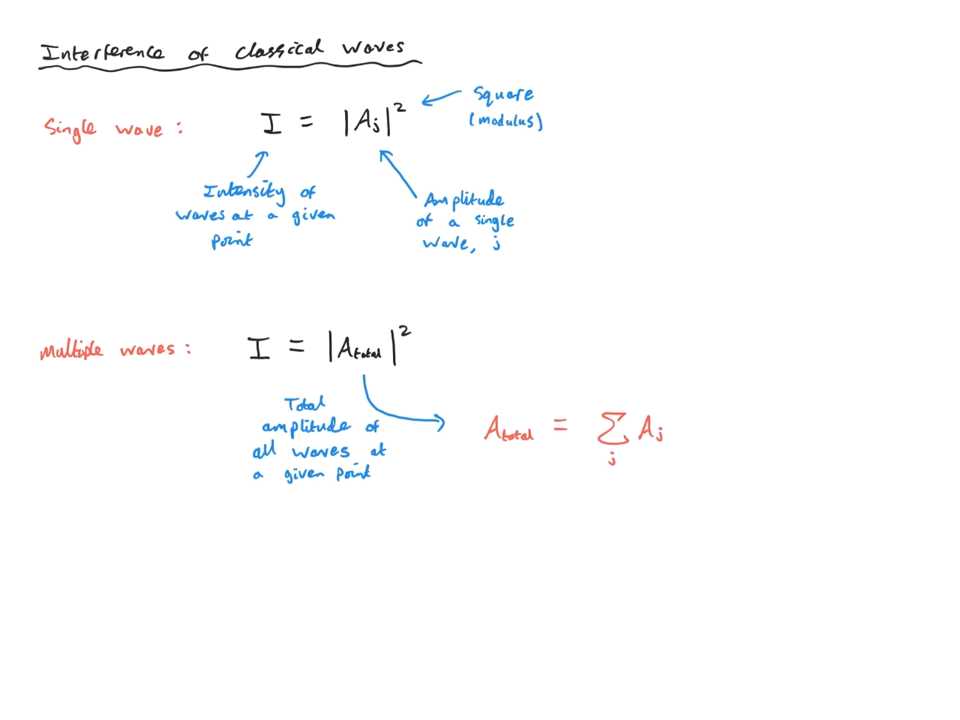 Interference of classical waves
Single wave : I = |Aj|²
Square
(modulus)
Intensity of
waves at a given
point
Amplitude
of a single
wave, j
Multiple waves : I = |Atotal|²
Total
amplitude of
all waves at
a given point
Atotal = ∑ Aj
j